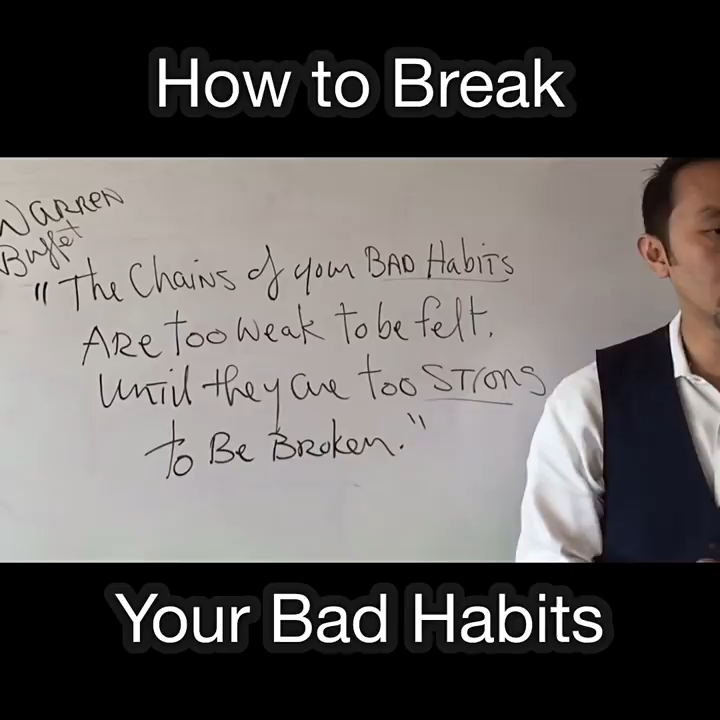 How to Break
WARREN
Buffet
"The Chains of your BAD Habits
ARe too weak to be felt.
Until they are too STRONG
to Be BRoken."
Your Bad Habits